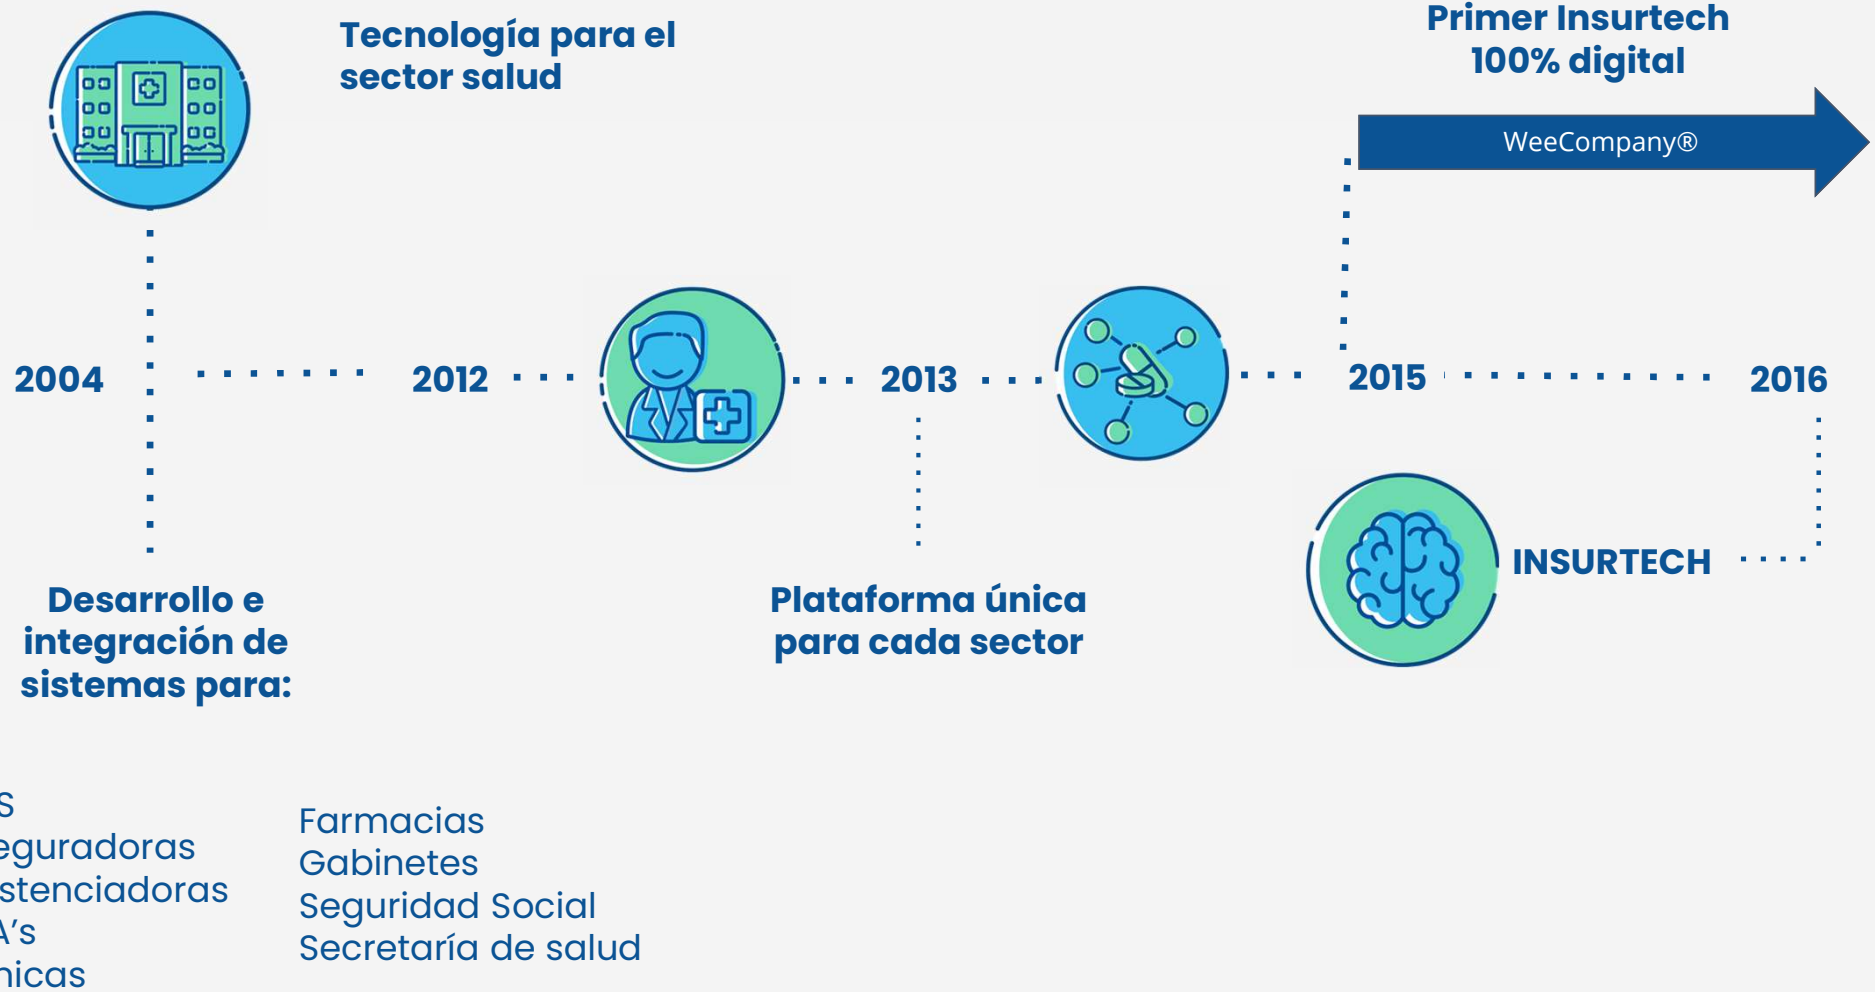 Tecnología para el
sector salud
Primer Insurtech
100% digital
WeeCompany®
2004
2012
2013
2015
2016
INSURTECH
Desarrollo e
integración de
sistemas para:
Plataforma única
para cada sector
S
eguradoras
stenciadoras
A's
nicas
Farmacias
Gabinetes
Seguridad Social
Secretaría de salud